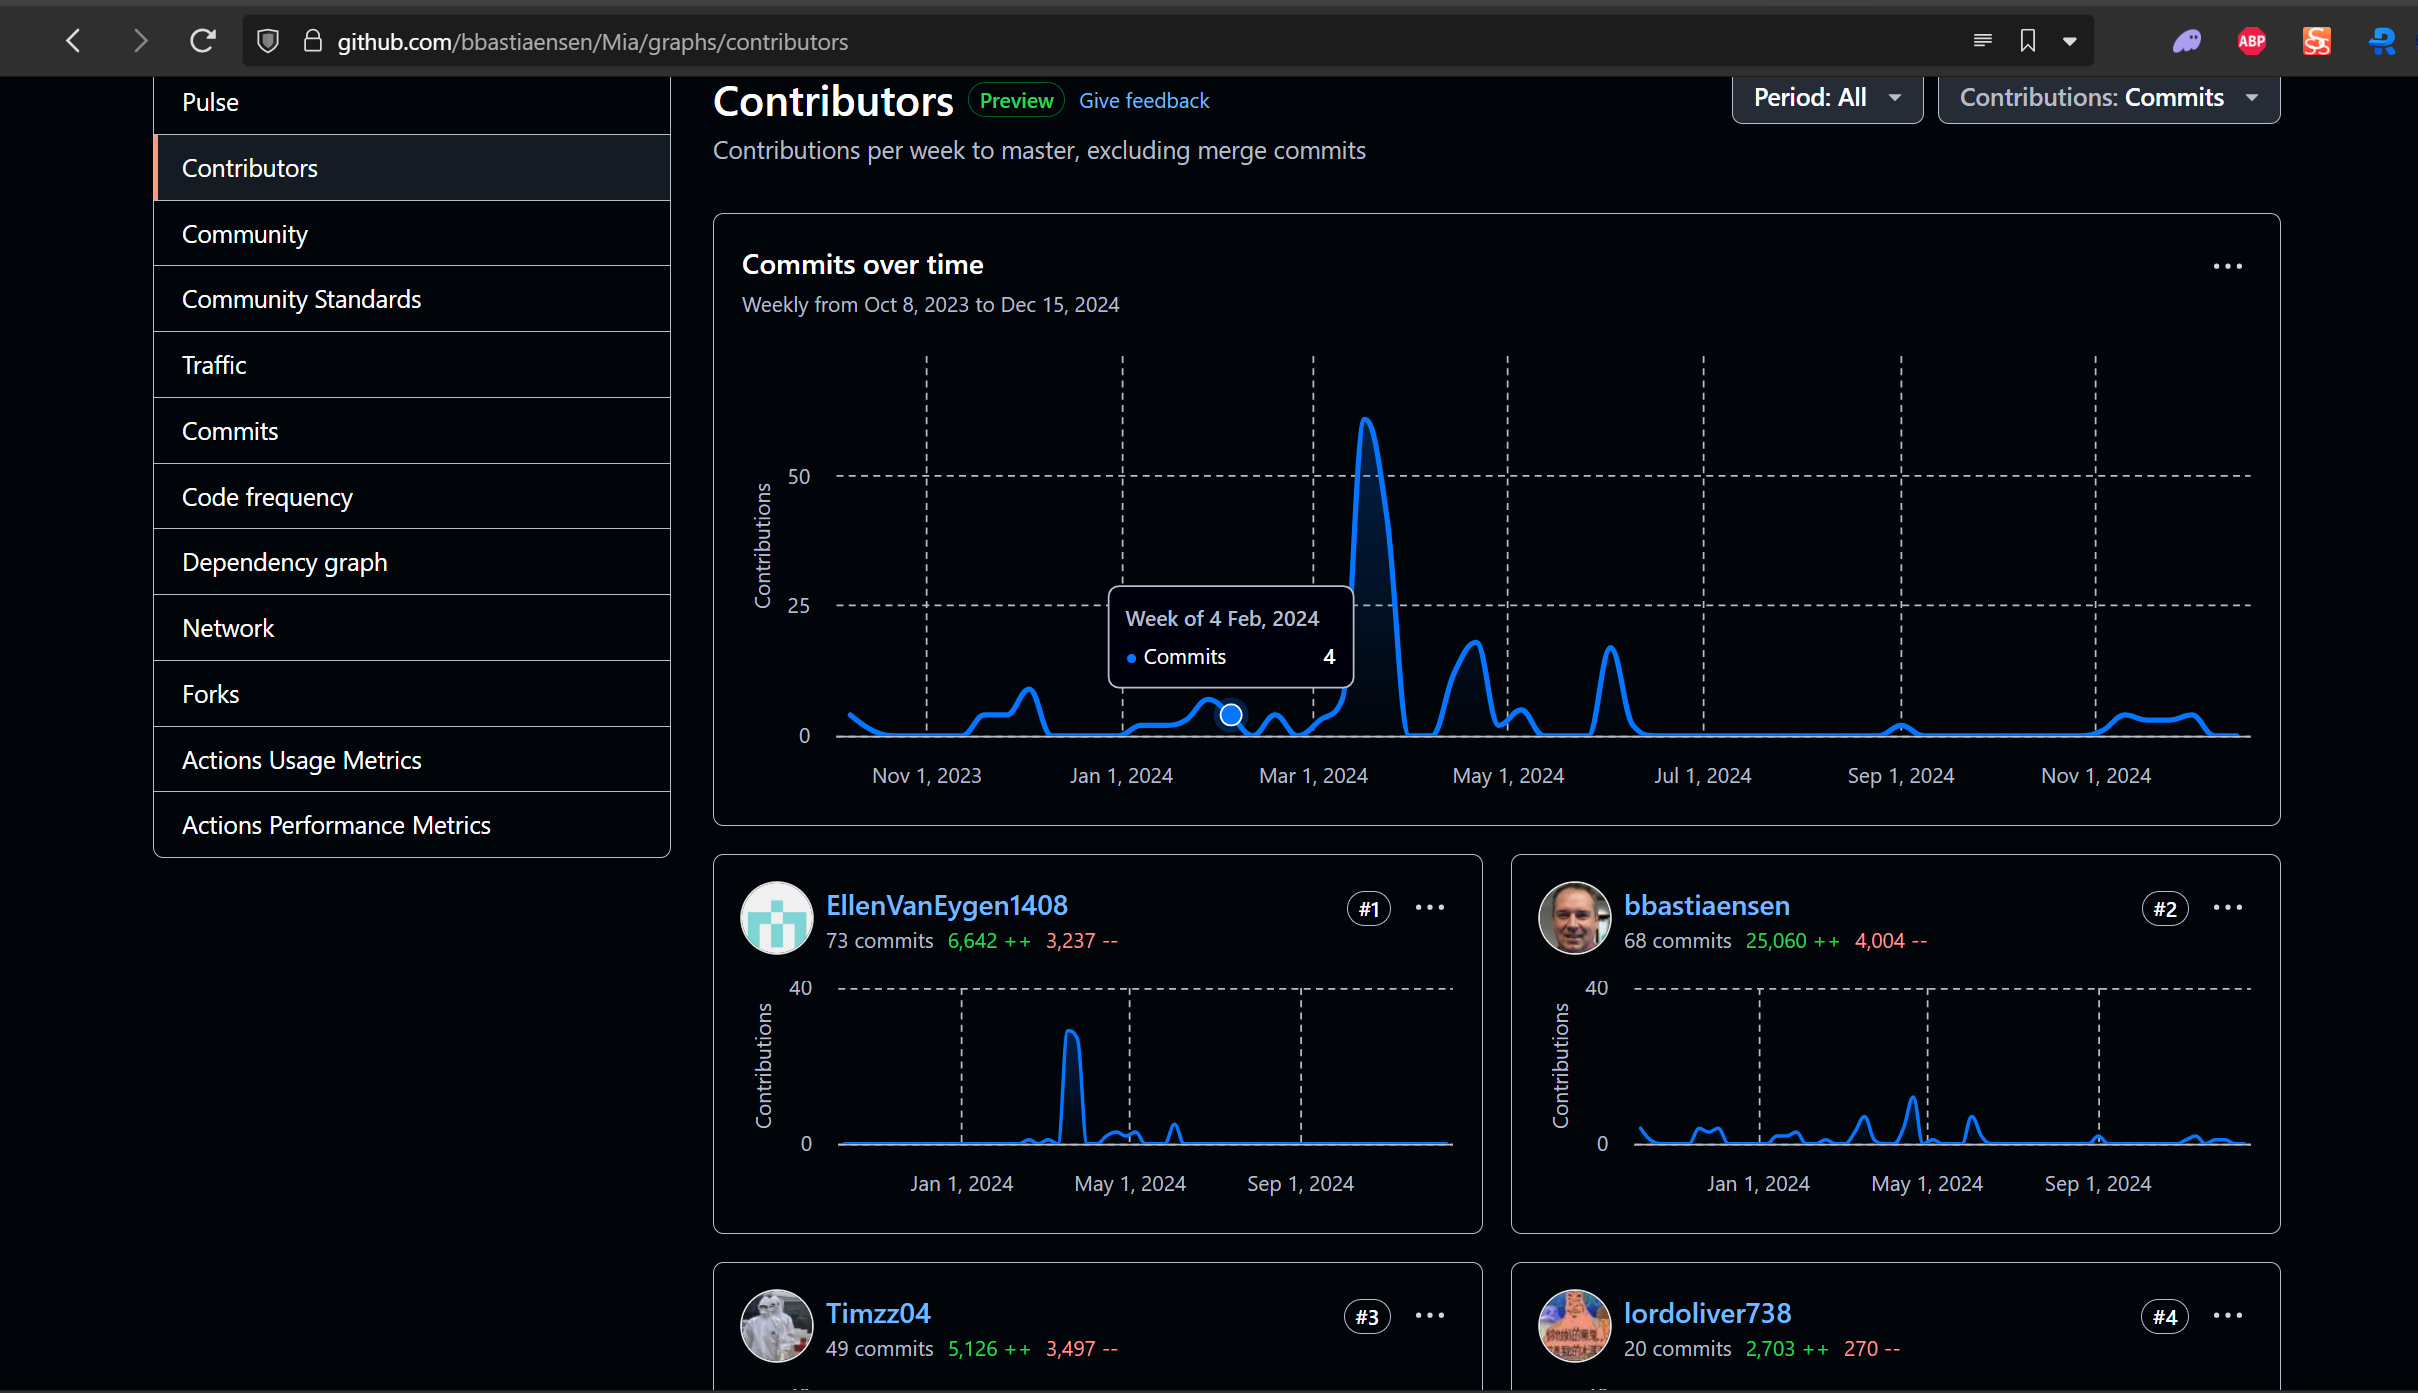 github.com/bbastiaensen/Mia/graphs/contributors
ABP
Pulse
Contributors
Community
Community Standards
Traffic
Commits
Code frequency
Dependency graph
Network
Forks
Actions Usage Metrics
Actions Performance Metrics
Contributors Preview Give feedback
Period: All
Contributions: Commits
Contributions per week to master, excluding merge commits
Commits over time
Weekly from Oct 8, 2023 to Dec 15, 2024
Contributions
50
25
0
Week of 4 Feb, 2024
Commits 4
Nov 1, 2023 Jan 1, 2024 Mar 1, 2024 May 1, 2024 Jul 1, 2024 Sep 1, 2024 Nov 1, 2024
EllenVanEygen1408 #1
73 commits 6,642 ++ 3,237 --
Contributions
40
0
Jan 1, 2024 May 1, 2024 Sep 1, 2024
bbastiaensen #2
68 commits 25,060 ++ 4,004 --
Contributions
40
0
Jan 1, 2024 May 1, 2024 Sep 1, 2024
Timzz04 #3
49 commits 5,126 ++ 3,497 --
lordoliver738 #4
20 commits 2,703 ++ 270 --